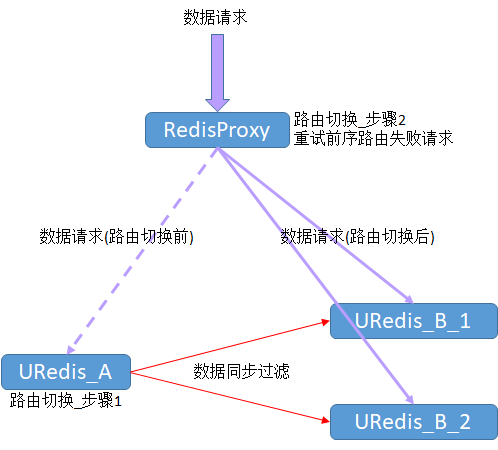 数据请求
RedisProxy
路由切换_步骤2
重试前序路由失败请求
数据请求(路由切换前)
数据请求(路由切换后)
URedis_B_1
URedis_A
数据同步过滤
路由切换_步骤1
URedis_B_2